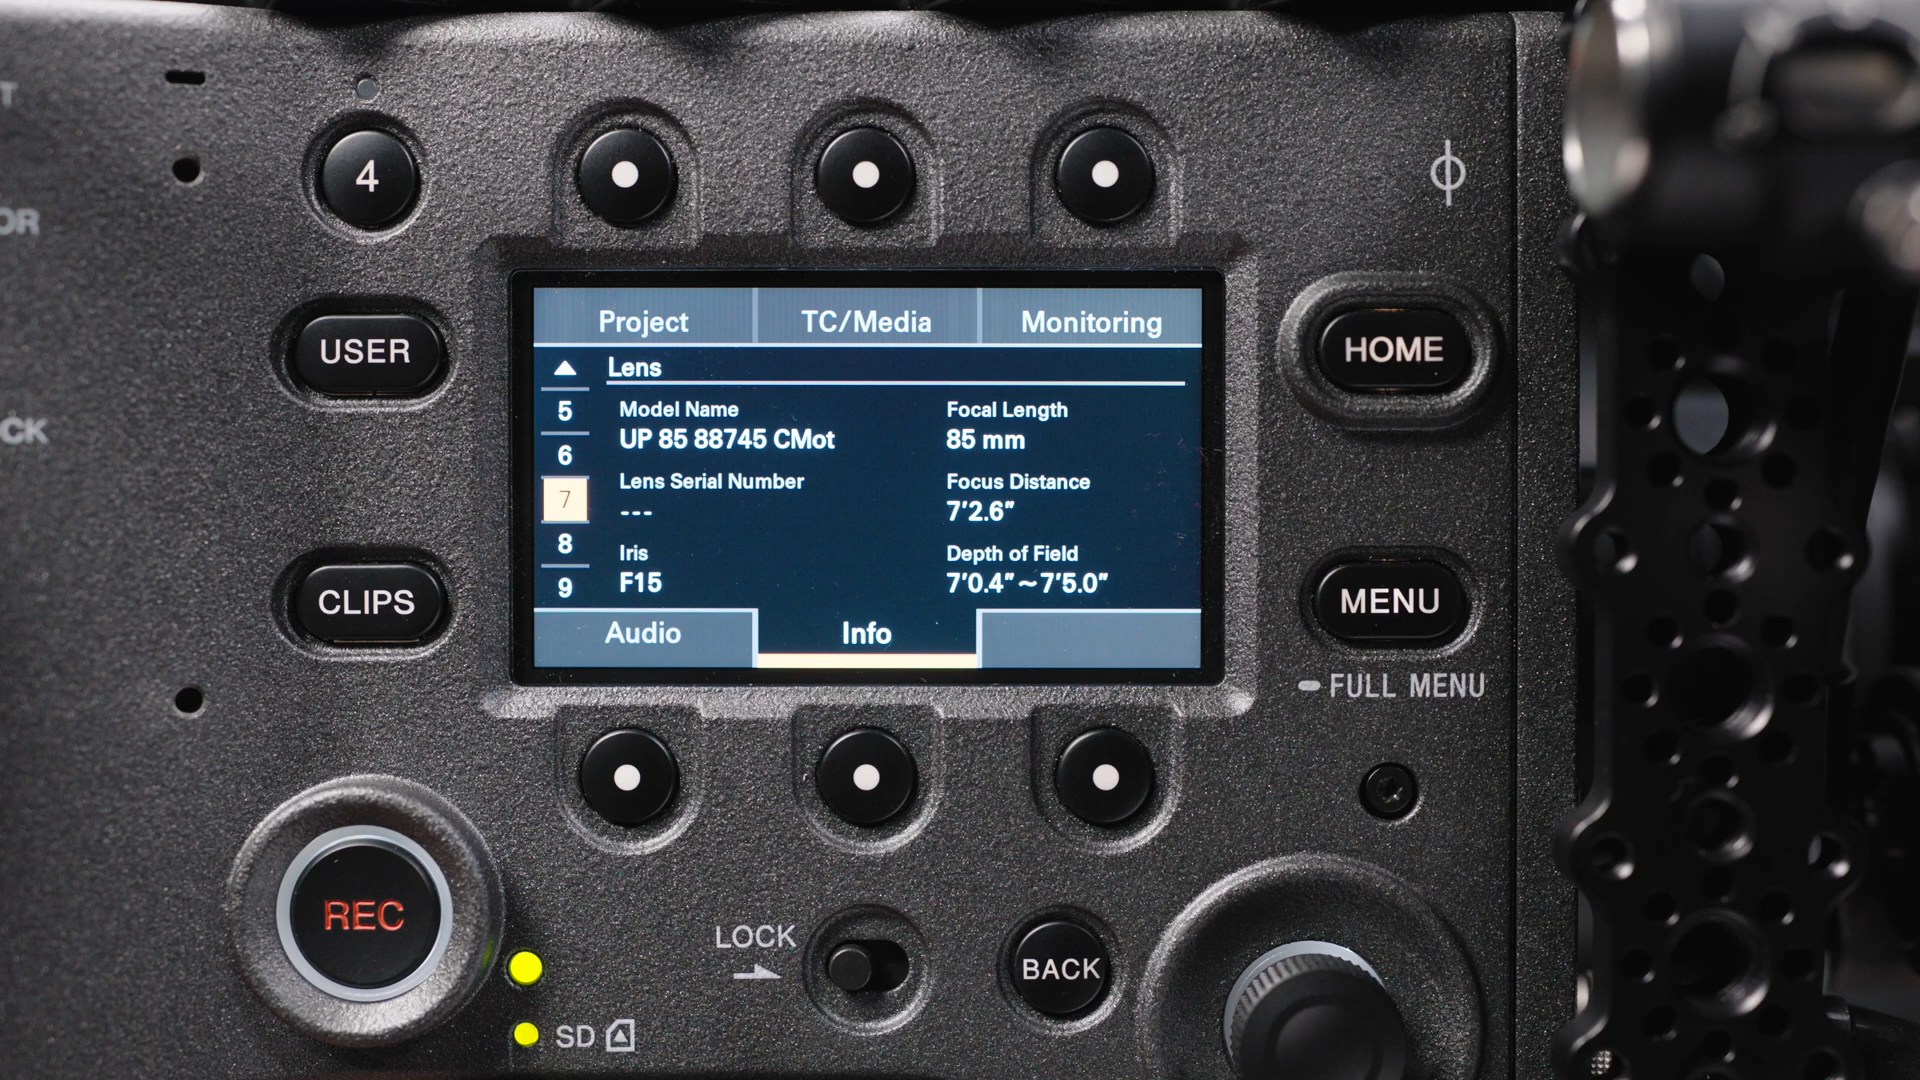 T
4
OR
Project TC/Media Monitoring
USER
HOME
Lens
5
Model Name Focal Length
UP 85 88745 CMot 85 mm
6
CK
Lens Serial Number Focus Distance
7
--- 7'2.6"
8
Iris Depth of Field
F15 7'0.4"~7'5.0"
9
CLIPS
MENU
Audio Info
FULL MENU
REC
LOCK
BACK
SD